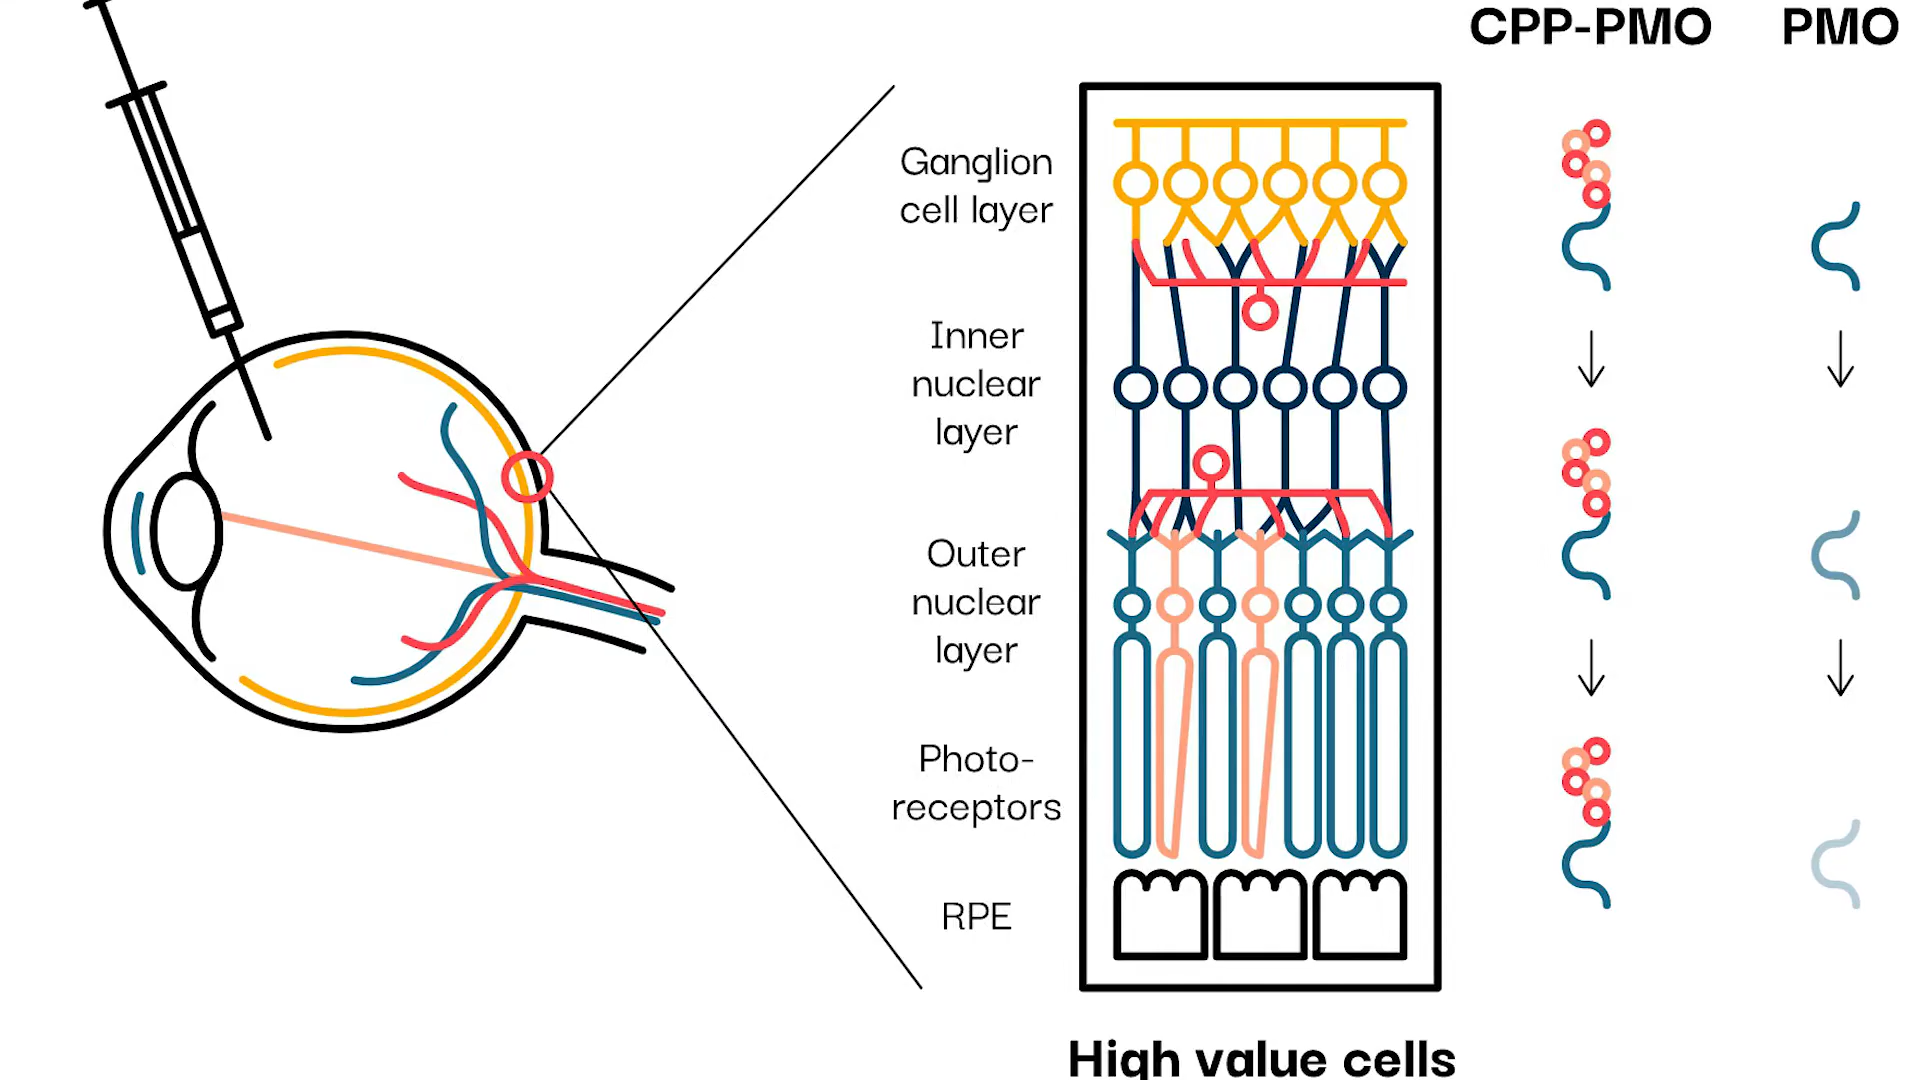 CPP-PMO
PMO
Ganglion
cell layer
Inner
nuclear
layer
Outer
nuclear
layer
Photo-
receptors
RPE
High value cells